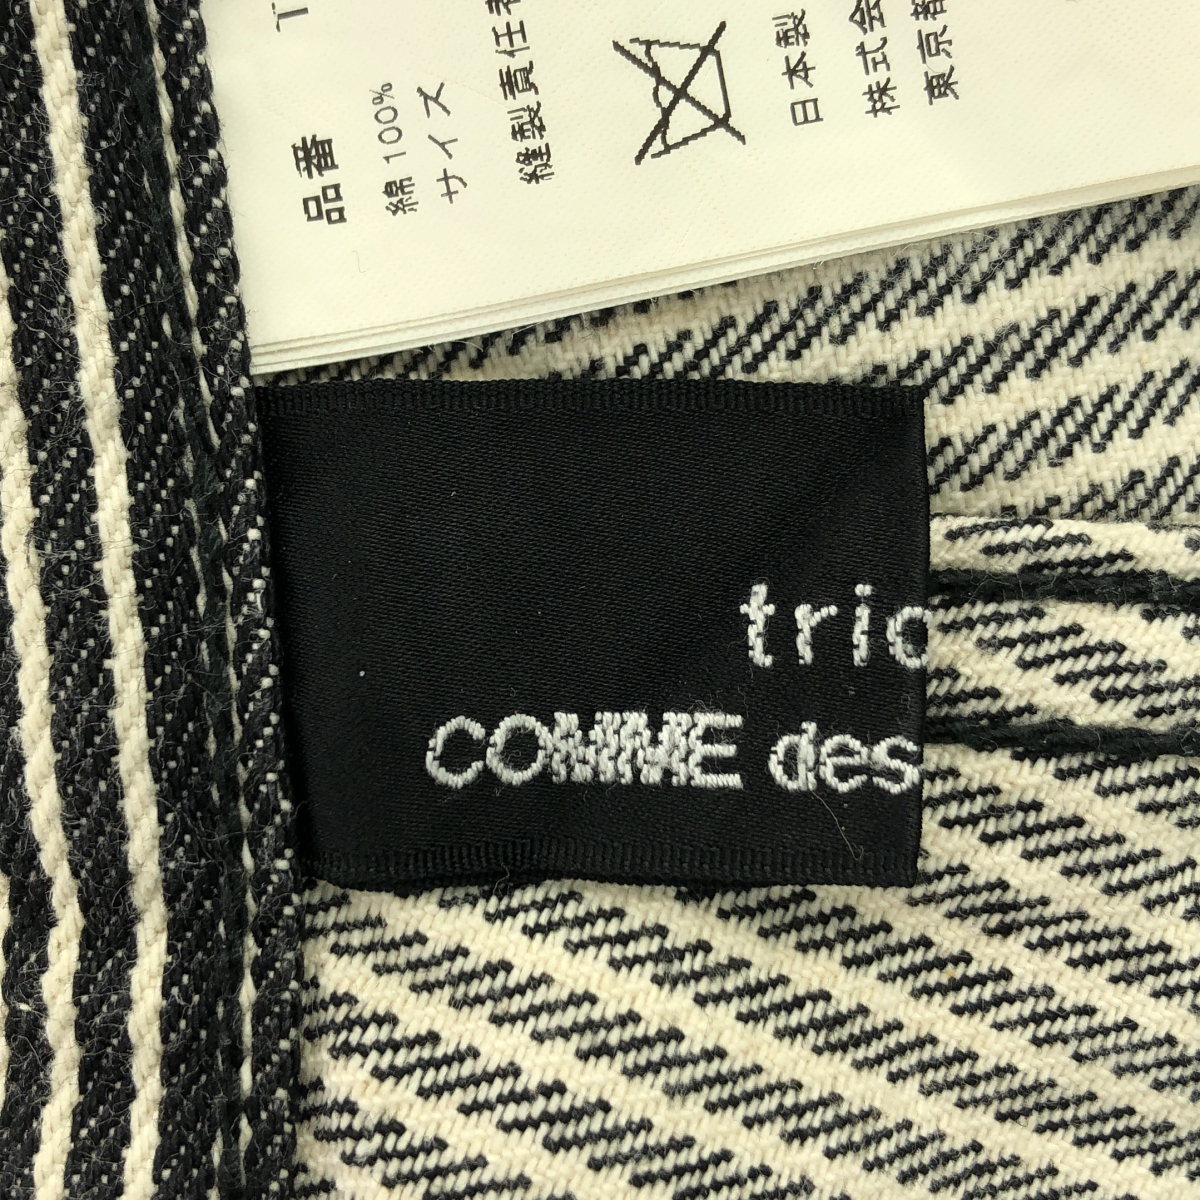 T
品番
綿 100%
サイズ
縫製責任者
日本製
株式会
東京都
tric
COMME des